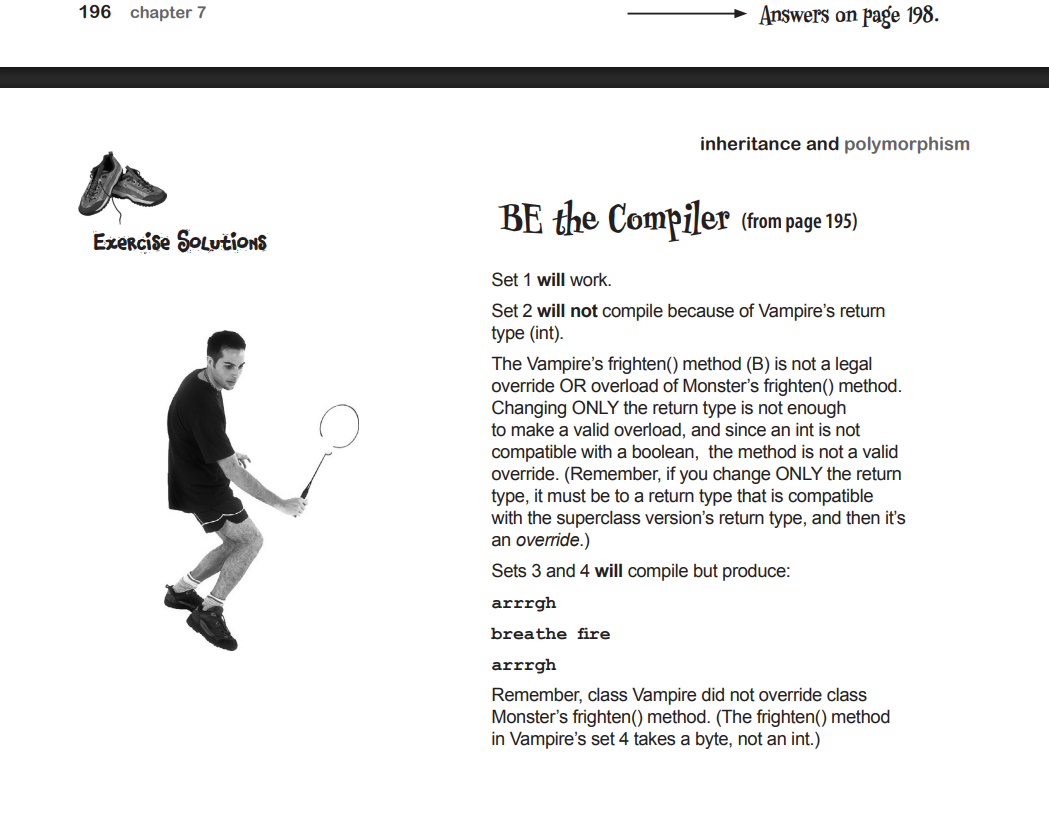 196 chapter 7
Answers on page 198.
inheritance and polymorphism
Exercise Solutions
BE the Compiler (from page 195)
Set 1 will work.
Set 2 will not compile because of Vampire’s return
type (int).
The Vampire’s frighten() method (B) is not a legal
override OR overload of Monster’s frighten() method.
Changing ONLY the return type is not enough
to make a valid overload, and since an int is not
compatible with a boolean, the method is not a valid
override. (Remember, if you change ONLY the return
type, it must be to a return type that is compatible
with the superclass version’s return type, and then it’s
an override.)
Sets 3 and 4 will compile but produce:
arrrgh
breathe fire
arrrgh
Remember, class Vampire did not override class
Monster’s frighten() method. (The frighten() method
in Vampire’s set 4 takes a byte, not an int.)